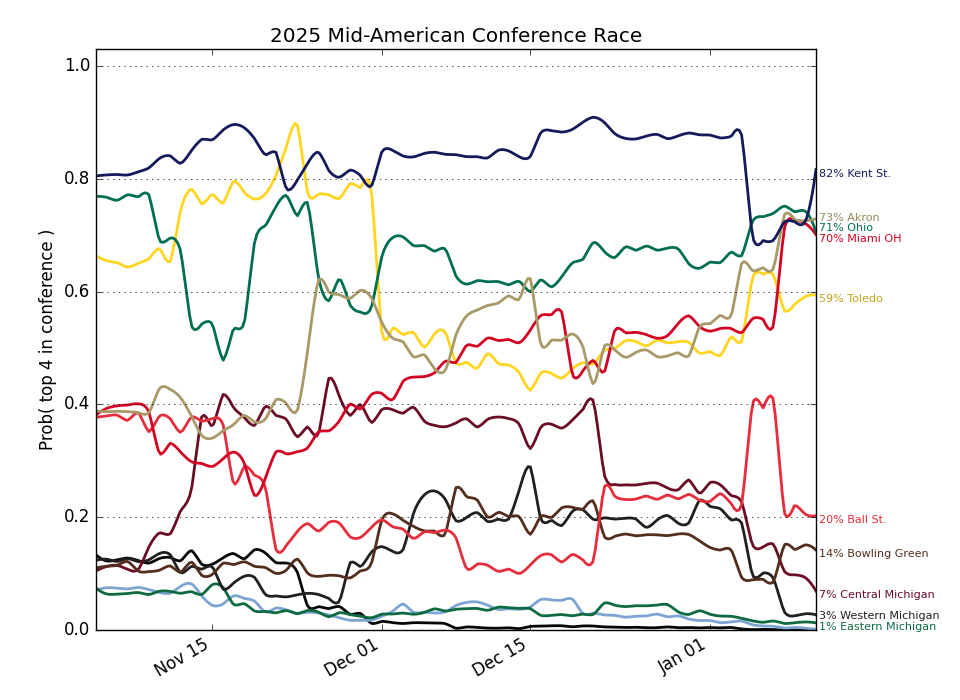 2025 Mid-American Conference Race
Prob( top 4 in conference )
1.0
0.8
0.6
0.4
0.2
0.0
Nov 15
Dec 01
Dec 15
Jan 01
82% Kent St.
73% Akron
71% Ohio
70% Miami OH
59% Toledo
20% Ball St.
14% Bowling Green
7% Central Michigan
3% Western Michigan
1% Eastern Michigan